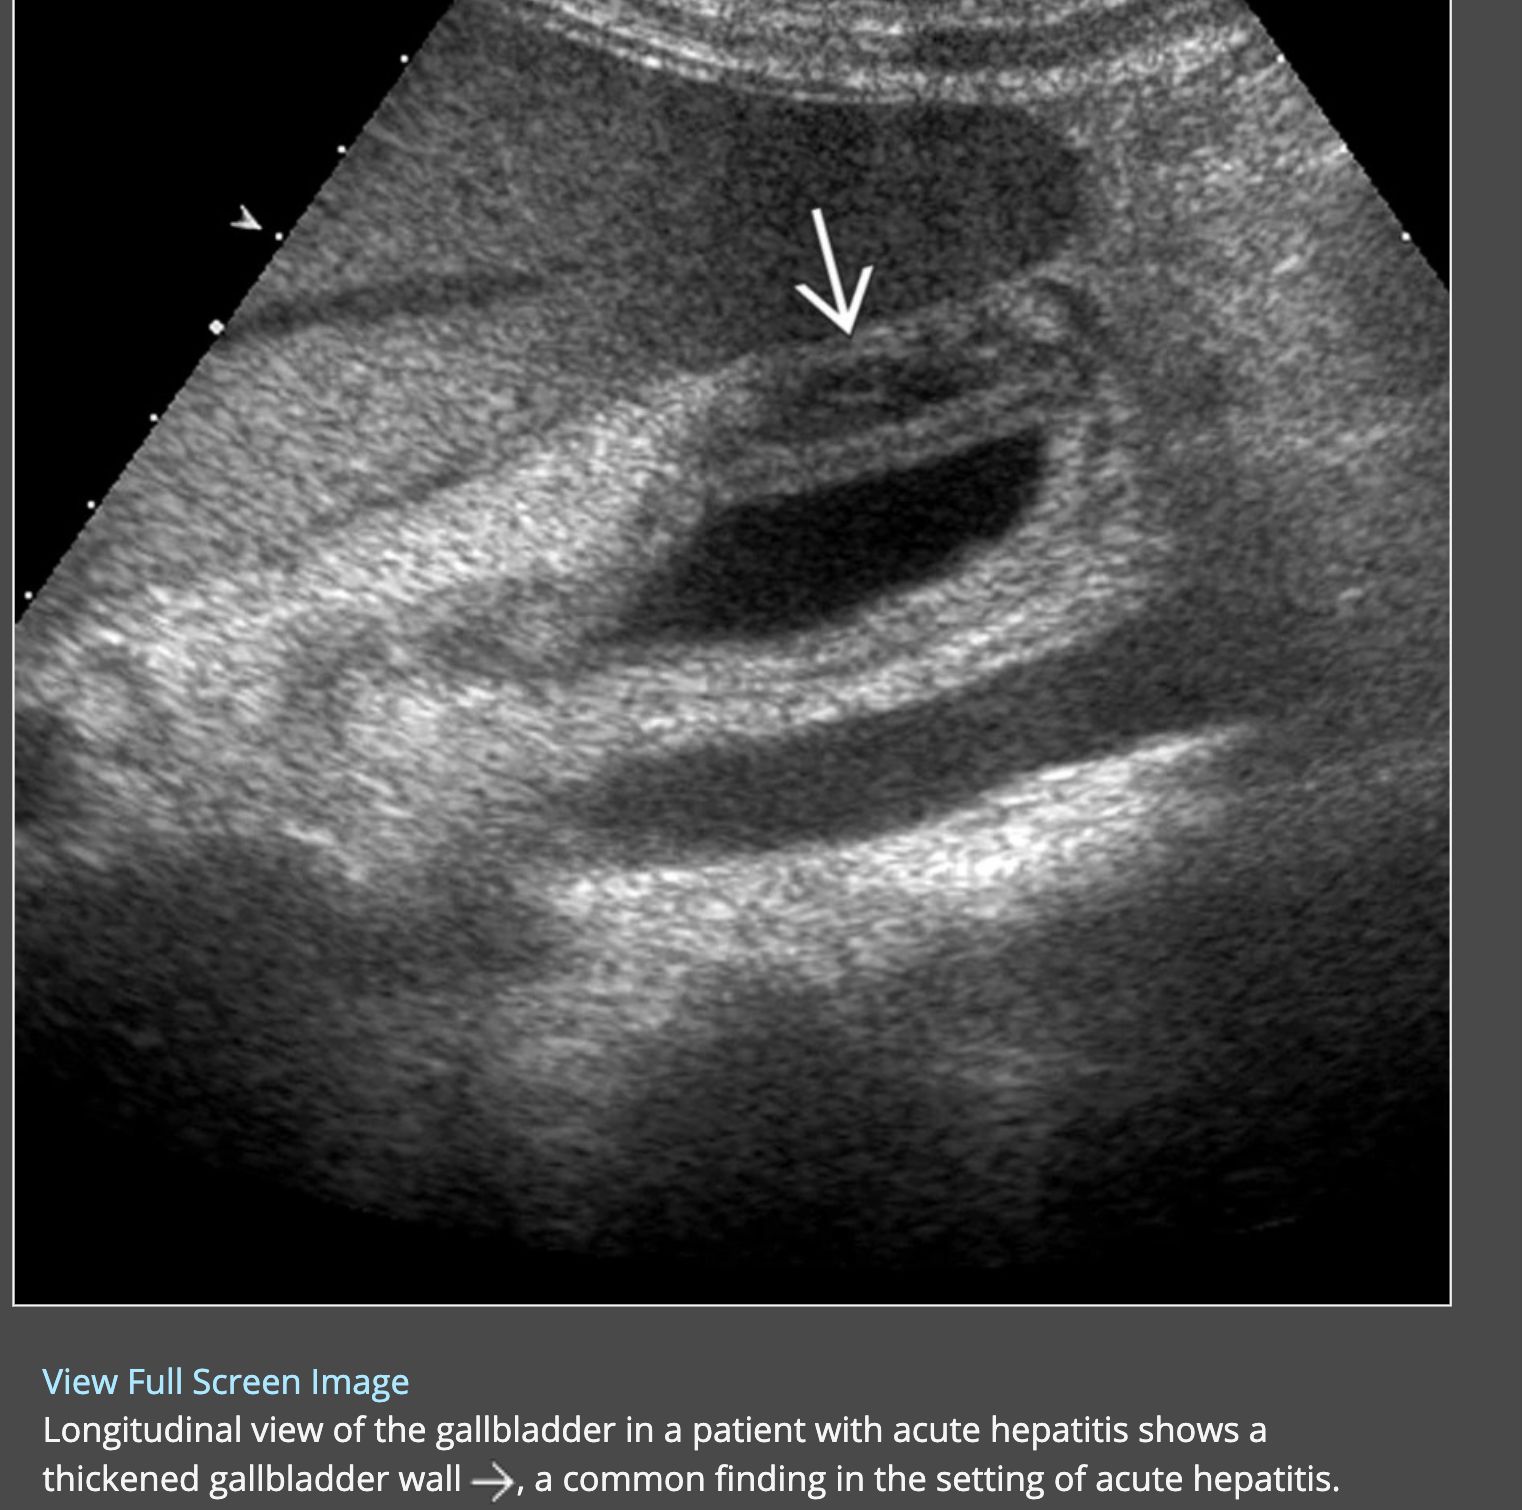 View Full Screen Image
Longitudinal view of the gallbladder in a patient with acute hepatitis shows a
thickened gallbladder wall →, a common finding in the setting of acute hepatitis.